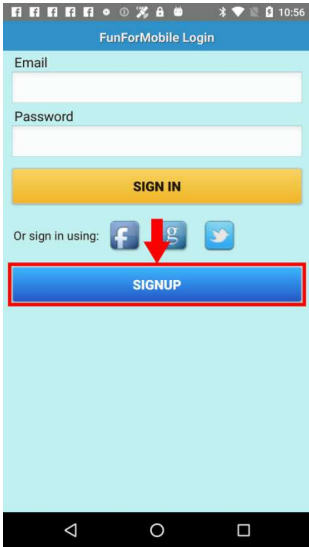 10:56
FunForMobile Login
Email
Password
SIGN IN
Or sign in using: f g
SIGNUP